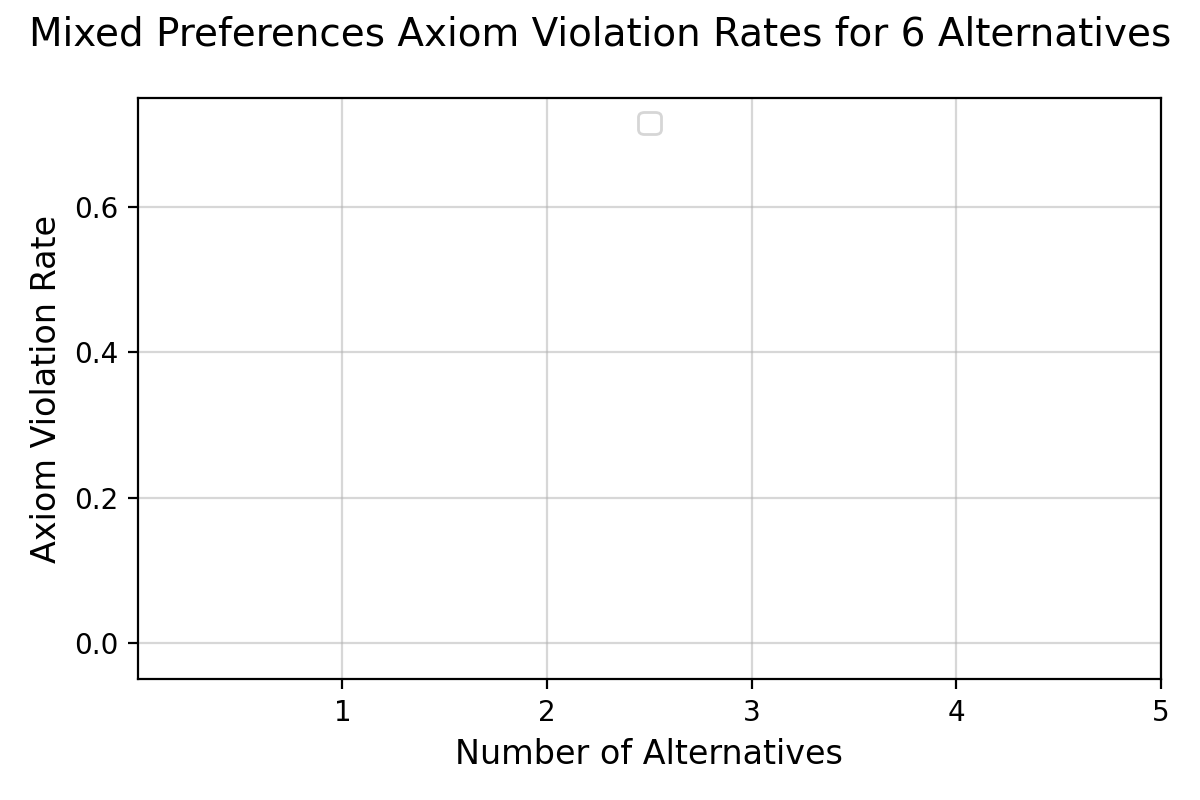 Mixed Preferences Axiom Violation Rates for 6 Alternatives
Axiom Violation Rate
0.6
0.4
0.2
0.0
1 2 3 4 5
Number of Alternatives